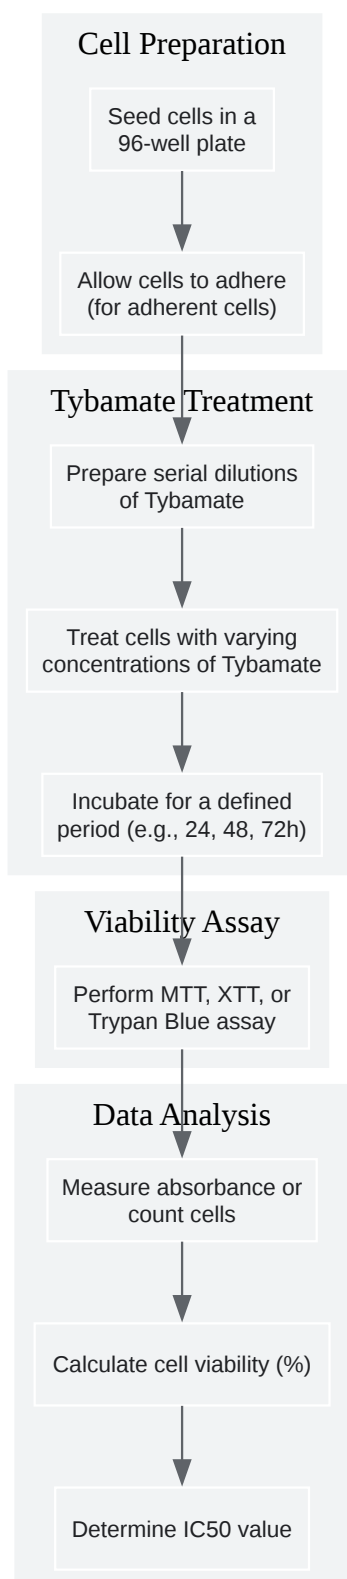 Cell Preparation
Seed cells in a
96-well plate
Allow cells to adhere
(for adherent cells)
Tybamate Treatment
Prepare serial dilutions
of Tybamate
Treat cells with varying
concentrations of Tybamate
Incubate for a defined
period (e.g., 24, 48, 72h)
Viability Assay
Perform MTT, XTT, or
Trypan Blue assay
Data Analysis
Measure absorbance or
count cells
Calculate cell viability (%)
Determine IC50 value